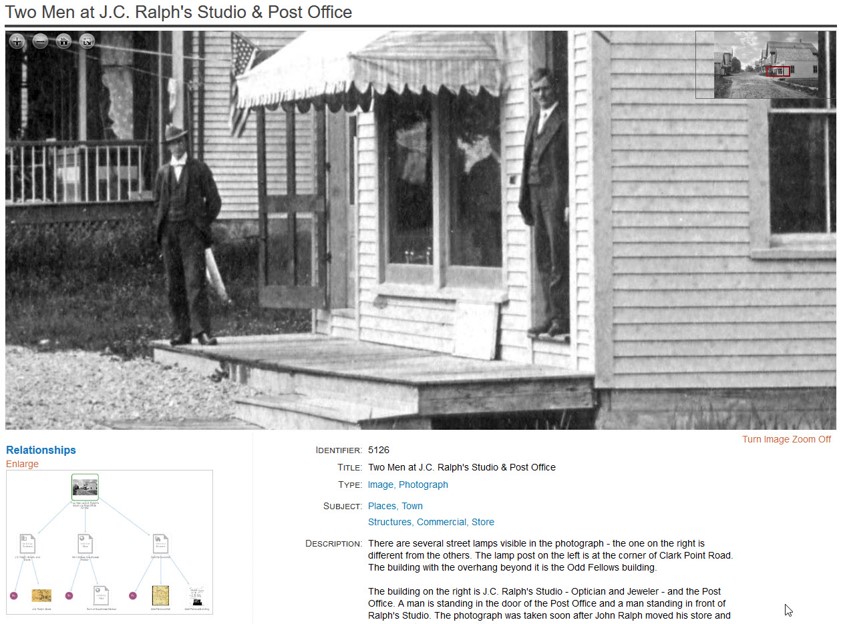 Two Men at J.C. Ralph's Studio & Post Office
Turn Image Zoom Off
Relationships
Enlarge
IDENTIFIER: 5126
TITLE: Two Men at J.C. Ralph's Studio & Post Office
TYPE: Image, Photograph
SUBJECT: Places, Town
Structures, Commercial, Store
DESCRIPTION: There are several street lamps visible in the photograph - the one on the right is
different from the others. The lamp post on the left is at the corner of Clark Point Road.
The building with the overhang beyond it is the Odd Fellows building.
The building on the right is J.C. Ralph's Studio - Optician and Jeweler - and the Post
Office. A man is standing in the door of the Post Office and a man standing in front of
Ralph's Studio. The photograph was taken soon after John Ralph moved his store and